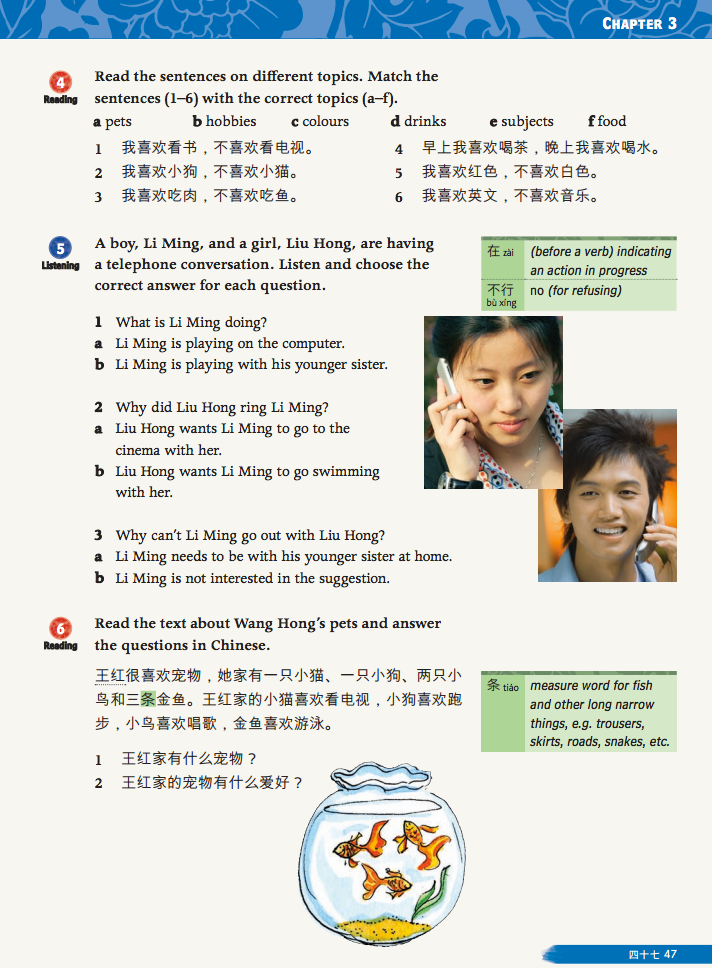 CHAPTER 3
4
Reading
Read the sentences on different topics. Match the
sentences (1–6) with the correct topics (a–f).
a pets b hobbies c colours d drinks e subjects f food
1 我喜欢看书，不喜欢看电视。
2 我喜欢小狗，不喜欢小猫。
3 我喜欢吃肉，不喜欢吃鱼。
4 早上我喜欢喝茶，晚上我喜欢喝水。
5 我喜欢红色，不喜欢白色。
6 我喜欢英文，不喜欢音乐。
5
Listening
A boy, Li Ming, and a girl, Liu Hong, are having
a telephone conversation. Listen and choose the
correct answer for each question.
在 zài (before a verb) indicating
an action in progress
不行 no (for refusing)
bù xíng
1 What is Li Ming doing?
a Li Ming is playing on the computer.
b Li Ming is playing with his younger sister.
2 Why did Liu Hong ring Li Ming?
a Liu Hong wants Li Ming to go to the
cinema with her.
b Liu Hong wants Li Ming to go swimming
with her.
3 Why can't Li Ming go out with Liu Hong?
a Li Ming needs to be with his younger sister at home.
b Li Ming is not interested in the suggestion.
6
Reading
Read the text about Wang Hong's pets and answer
the questions in Chinese.
王红很喜欢宠物，她家有一只小猫、一只小狗、两只小
鸟和三条金鱼。王红家的小猫喜欢看电视，小狗喜欢跑
步，小鸟喜欢唱歌，金鱼喜欢游泳。
条 tiáo measure word for fish
and other long narrow
things, e.g. trousers,
skirts, roads, snakes, etc.
1 王红家有什么宠物？
2 王红家的宠物有什么爱好？
四十七 47